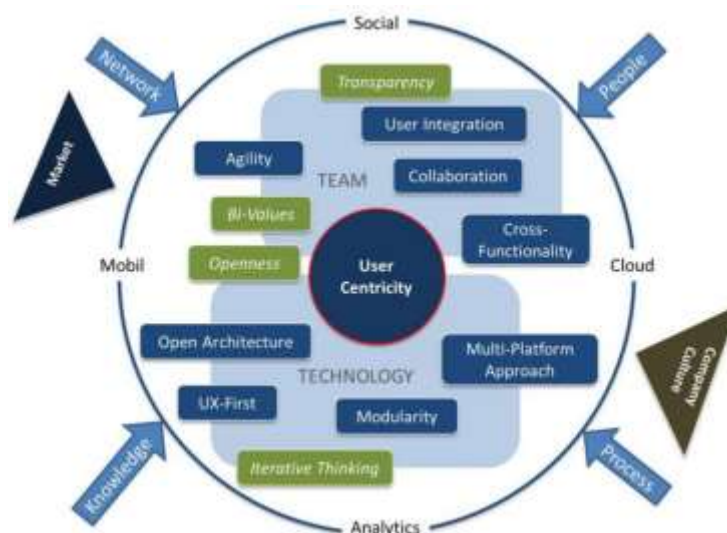 Social
Network
People
Transparency
User Integration
Market
Agility
TEAM
Collaboration
Bi-Values
Cross-
Functionality
Openness
Mobil
User
Centricity
Cloud
Open Architecture
Multi-Platform
Approach
Company
Culture
TECHNOLOGY
UX-First
Modularity
Iterative Thinking
Knowledge
Process
Analytics